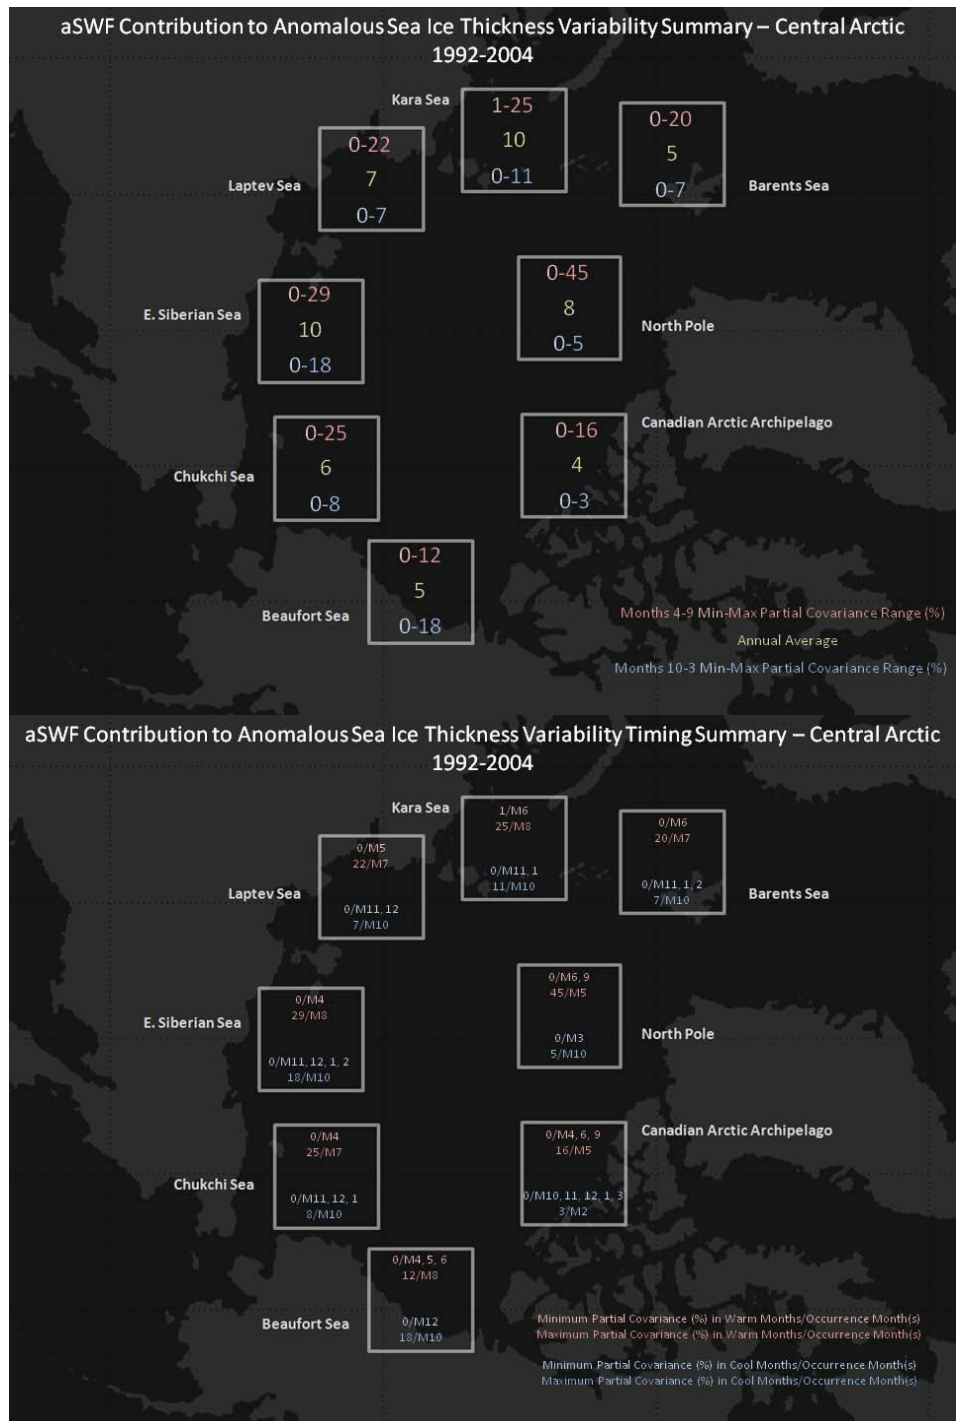 aSWF Contribution to Anomalous Sea Ice Thickness Variability Summary – Central Arctic
1992-2004
Kara Sea
1-25
10
0-11
0-20
5
0-7
Barents Sea
Laptev Sea
0-22
7
0-7
E. Siberian Sea
0-29
10
0-18
0-45
8
0-5
North Pole
Chukchi Sea
0-25
6
0-8
0-16
4
0-3
Canadian Arctic Archipelago
Beaufort Sea
0-12
5
0-18
Months 4-9 Min-Max Partial Covariance Range (%)
Annual Average
Months 10-3 Min-Max Partial Covariance Range (%)
aSWF Contribution to Anomalous Sea Ice Thickness Variability Timing Summary – Central Arctic
1992-2004
Kara Sea
1/M6
25/M8
0/M11, 1
11/M10
0/M6
20/M7
0/M11, 1, 2
7/M10
Barents Sea
Laptev Sea
0/M5
22/M7
0/M11, 12
7/M10
E. Siberian Sea
0/M4
29/M8
0/M11, 12, 1, 2
18/M10
0/M6, 9
45/M5
0/M3
5/M10
North Pole
Chukchi Sea
0/M4
25/M7
0/M11, 12, 1
8/M10
0/M4, 6, 9
16/M5
0/M10, 11, 12, 1, 3
3/M2
Canadian Arctic Archipelago
Beaufort Sea
0/M4, 5, 6
12/M8
0/M12
18/M10
Minimum Partial Covariance (%) in Warm Months/Occurrence Month(s)
Maximum Partial Covariance (%) in Warm Months/Occurrence Month(s)
Minimum Partial Covariance (%) in Cool Months/Occurrence Month(s)
Maximum Partial Covariance (%) in Cool Months/Occurrence Month(s)